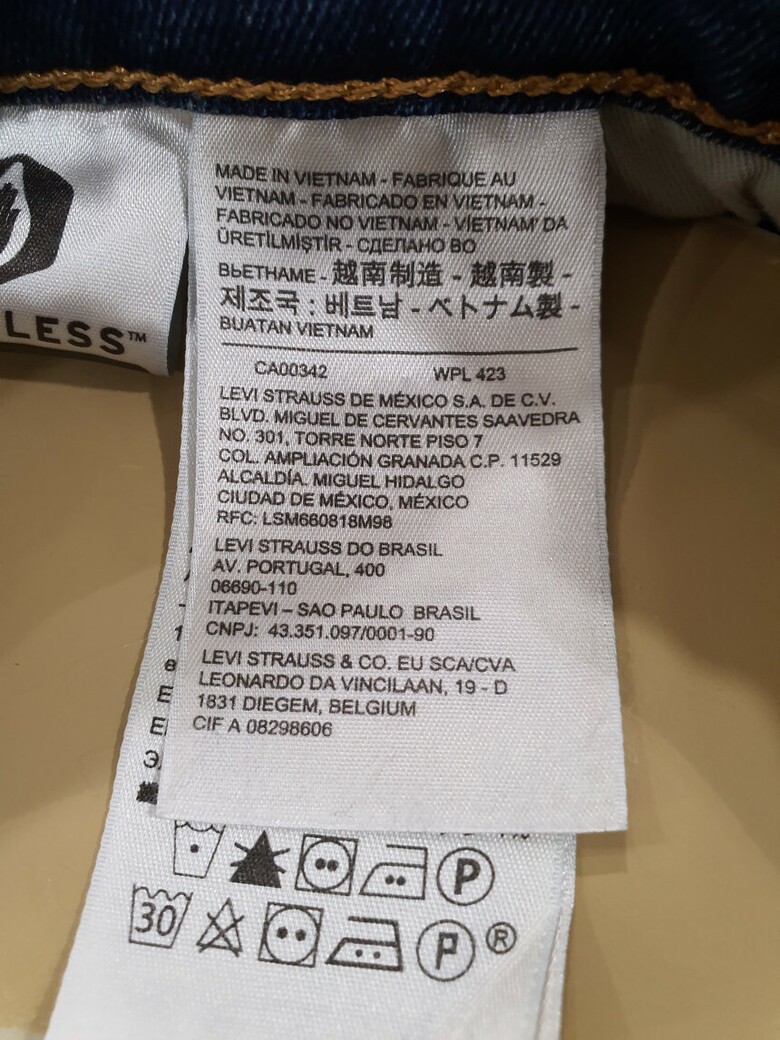 LESS™
MADE IN VIETNAM - FABRIQUE AU
VIETNAM - FABRICADO EN VIETNAM -
FABRICADO NO VIETNAM - VİETNAM' DA
ÜRETİLMİŞTİR - СДЕЛАНО ВО
ВЬЕТНАМЕ - 越南制造 - 越南製 -
제조국 : 베트남 - ベトナム製 -
BUATAN VIETNAM
CA00342 WPL 423
LEVI STRAUSS DE MÉXICO S.A. DE C.V.
BLVD. MIGUEL DE CERVANTES SAAVEDRA
NO. 301, TORRE NORTE PISO 7
COL. AMPLIACIÓN GRANADA C.P. 11529
ALCALDÍA. MIGUEL HIDALGO
CIUDAD DE MÉXICO, MÉXICO
RFC: LSM660818M98
LEVI STRAUSS DO BRASIL
AV. PORTUGAL, 400
06690-110
ITAPEVI – SAO PAULO BRASIL
CNPJ: 43.351.097/0001-90
LEVI STRAUSS & CO. EU SCA/CVA
LEONARDO DA VINCILAAN, 19 - D
1831 DIEGEM, BELGIUM
CIF A 08298606
P
30 P ®